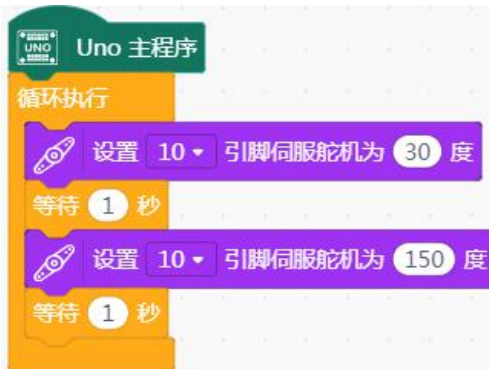 UNO Uno 主程序
循环执行
设置 10 引脚伺服舵机为 30 度
等待 1 秒
设置 10 引脚伺服舵机为 150 度
等待 1 秒